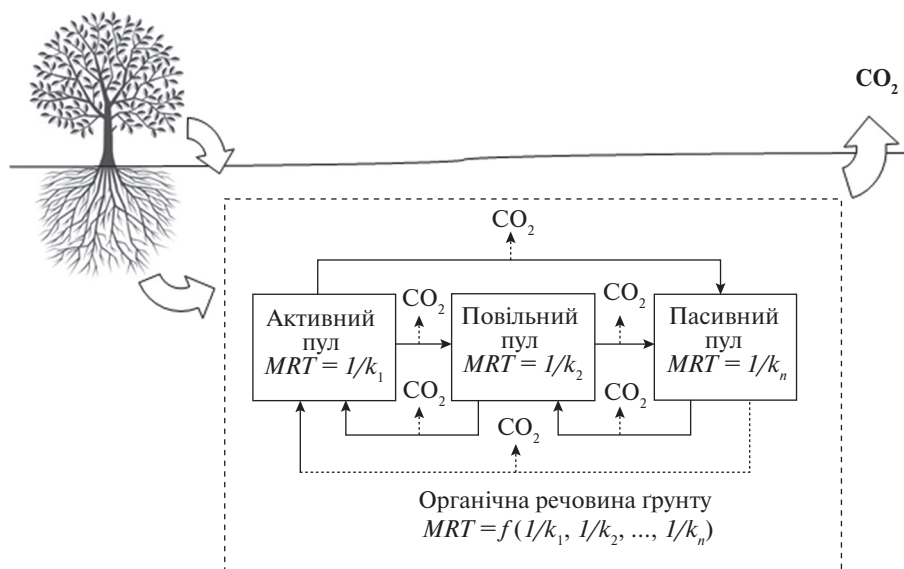 CO₂
CO₂
CO₂
CO₂
Активний
пул
MRT = 1/k₁
Повільний
пул
MRT = 1/k₂
Пасивний
пул
MRT = 1/kₙ
CO₂
CO₂
CO₂
Органічна речовина ґрунту
MRT = f (1/k₁, 1/k₂, ..., 1/kₙ)